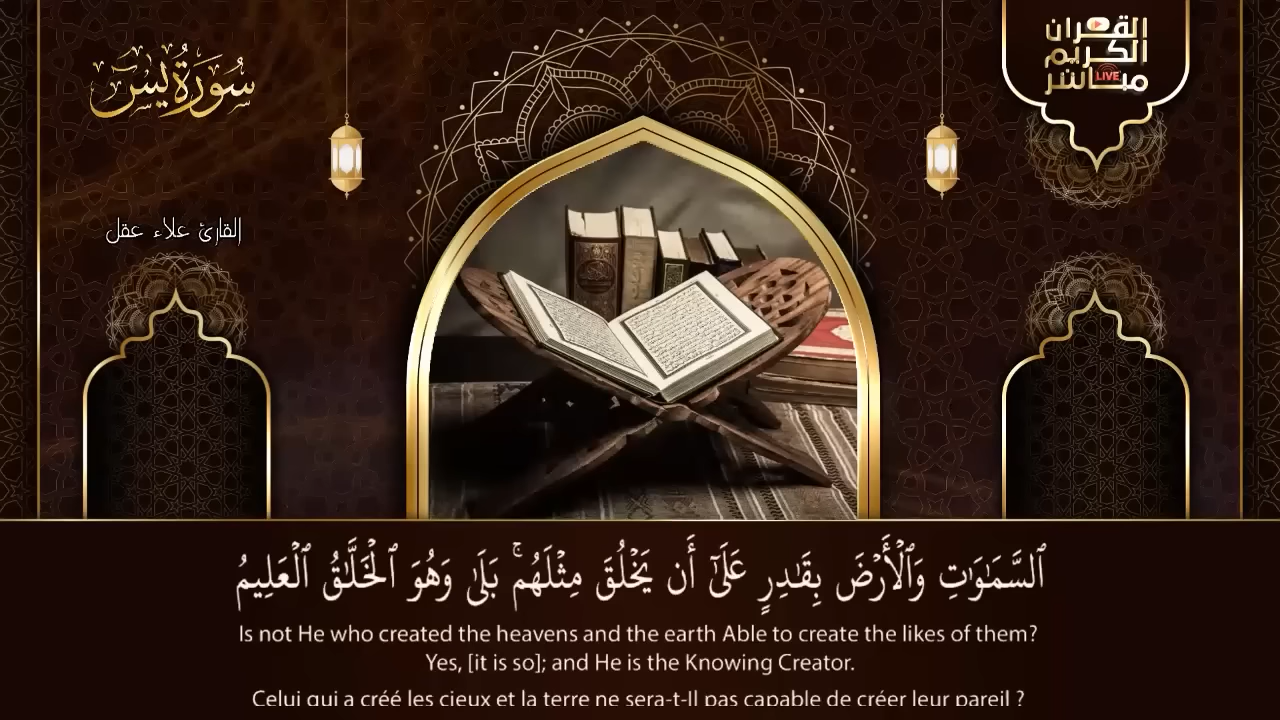 سُورَةُ يسٓ
القران
الكريم
مباشر
LIVE
القارئ علاء عقل
ٱلسَّمَٰوَٰتِ وَٱلْأَرْضَ بِقَٰدِرٍ عَلَىٰٓ أَن يَخْلُقَ مِثْلَهُم ۚ بَلَىٰ وَهُوَ ٱلْخَلَّٰقُ ٱلْعَلِيمُ
Is not He who created the heavens and the earth Able to create the likes of them?
Yes, [it is so]; and He is the Knowing Creator.
Celui qui a créé les cieux et la terre ne sera-t-Il pas capable de créer leur pareil ?